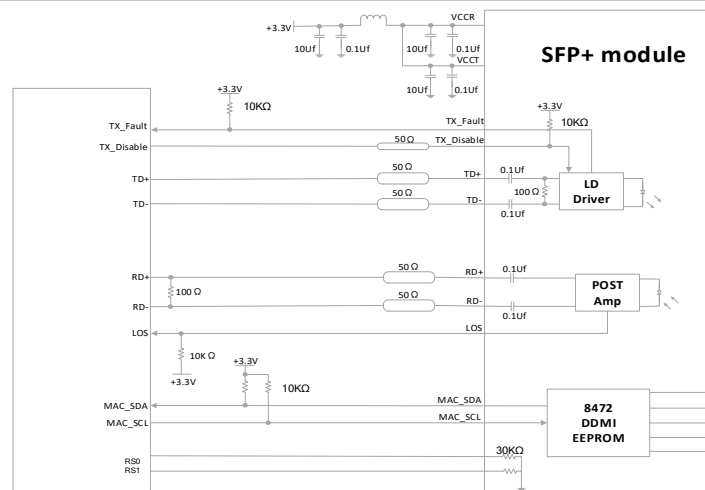 VCCR
+3.3V
10Uf 0.1Uf 10Uf 0.1Uf
VCCT
SFP+ module
10Uf 0.1Uf
+3.3V
10KΩ
+3.3V
10KΩ
TX_Fault TX_Fault
TX_Disable 50Ω TX_Disable
TD+ 50Ω TD+ 0.1Uf
100Ω
LD
Driver
TD- 50Ω TD- 0.1Uf
RD+ 50Ω RD+ 0.1Uf
100Ω
POST
Amp
RD- 50Ω RD- 0.1Uf
LOS LOS
10KΩ
+3.3V
+3.3V
10KΩ
MAC_SDA MAC_SDA
MAC_SCL MAC_SCL
8472
DDMI
EEPROM
RS0 30KΩ
RS1